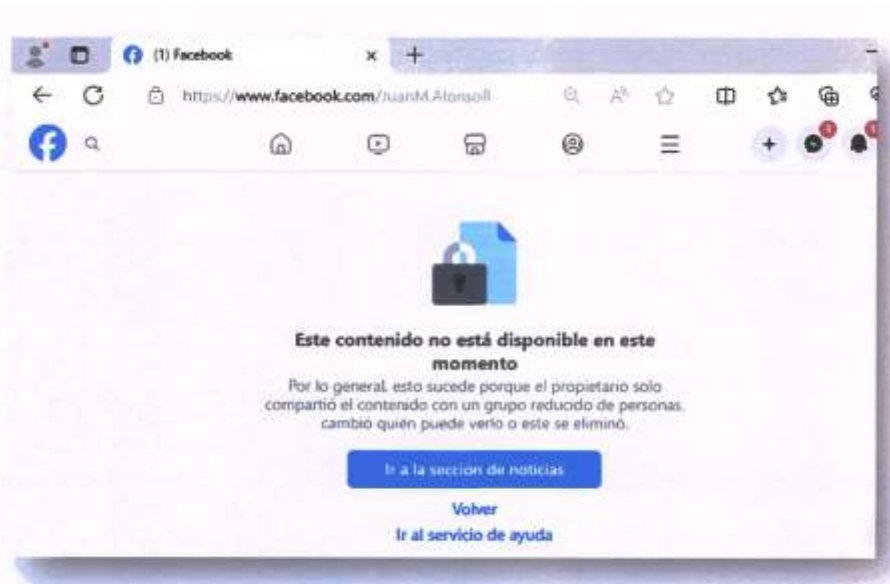 (1) Facebook
https://www.facebook.com/JuanM.Alonsoll
Este contenido no está disponible en este
momento
Por lo general, esto sucede porque el propietario solo
compartió el contenido con un grupo reducido de personas,
cambió quién puede verlo o este se eliminó.
Ir a la sección de noticias
Volver
Ir al servicio de ayuda